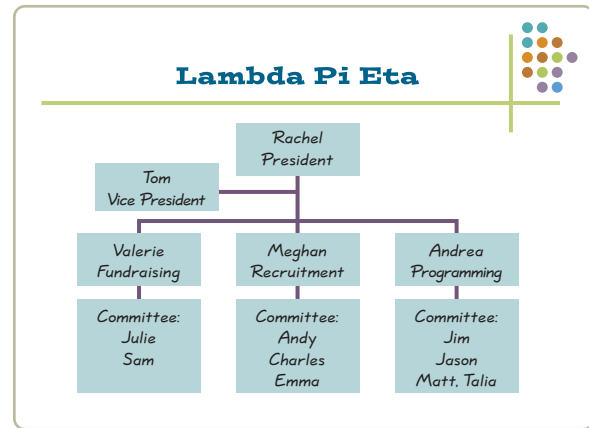 Lambda Pi Eta
Rachel
President
Tom
Vice President
Valerie
Fundraising
Meghan
Recruitment
Andrea
Programming
Committee:
Julie
Sam
Committee:
Andy
Charles
Emma
Committee:
Jim
Jason
Matt, Talia